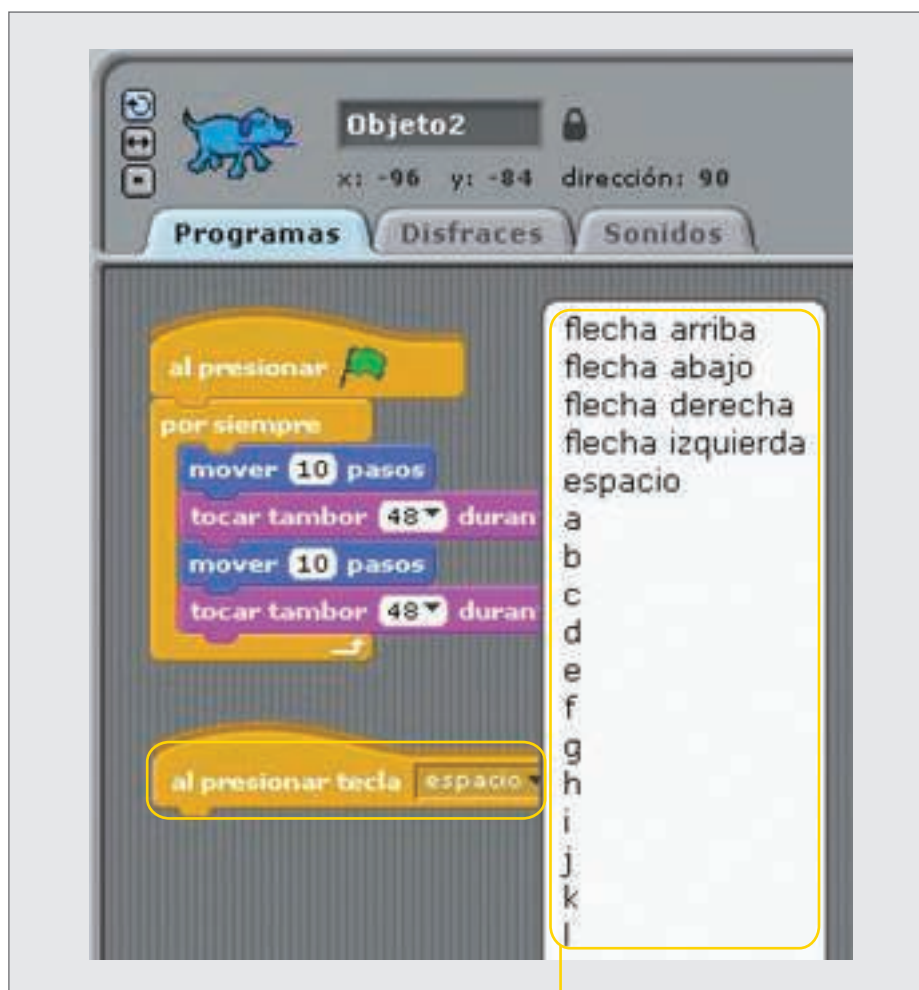 Objeto2
x: -96 y: -84 dirección: 90
Programas Disfraces Sonidos
al presionar
por siempre
mover 10 pasos
tocar tambor 48 duran
mover 10 pasos
tocar tambor 48 duran
al presionar tecla espacio
flecha arriba
flecha abajo
flecha derecha
flecha izquierda
espacio
a
b
c
d
e
f
g
h
i
j
k
l